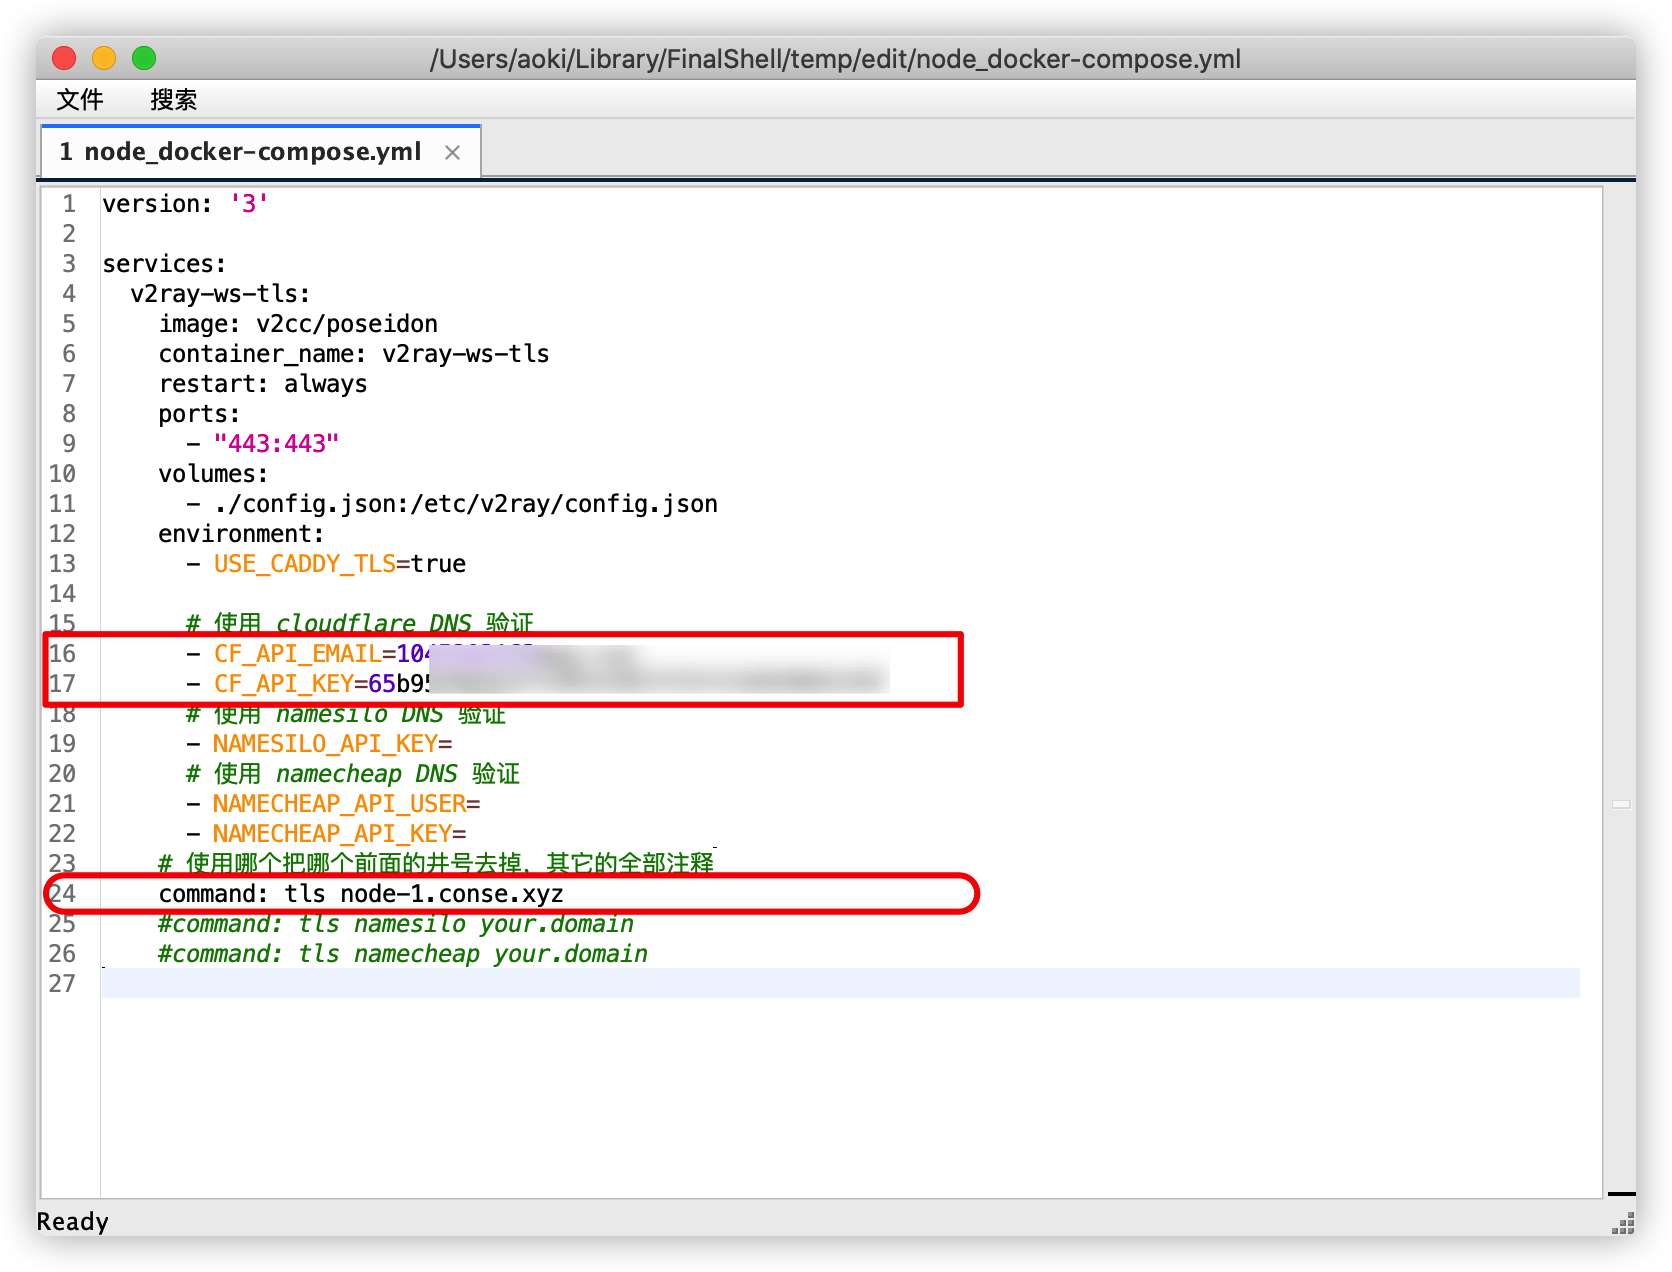 /Users/aoki/Library/FinalShell/temp/edit/node_docker-compose.yml
文件 搜索
1 node_docker-compose.yml ×
1 version: '3'
2
3 services:
4 v2ray-ws-tls:
5 image: v2cc/poseidon
6 container_name: v2ray-ws-tls
7 restart: always
8 ports:
9 - "443:443"
10 volumes:
11 - ./config.json:/etc/v2ray/config.json
12 environment:
13 - USE_CADDY_TLS=true
14
15 # 使用 cloudflare DNS 验证
16 - CF_API_EMAIL=104
17 - CF_API_KEY=65b95
18 # 使用 namesilo DNS 验证
19 - NAMESILO_API_KEY=
20 # 使用 namecheap DNS 验证
21 - NAMECHEAP_API_USER=
22 - NAMECHEAP_API_KEY=
23 # 使用哪个把哪个前面的井号去掉，其它的全部注释
24 command: tls node-1.conse.xyz
25 #command: tls namesilo your.domain
26 #command: tls namecheap your.domain
27
Ready